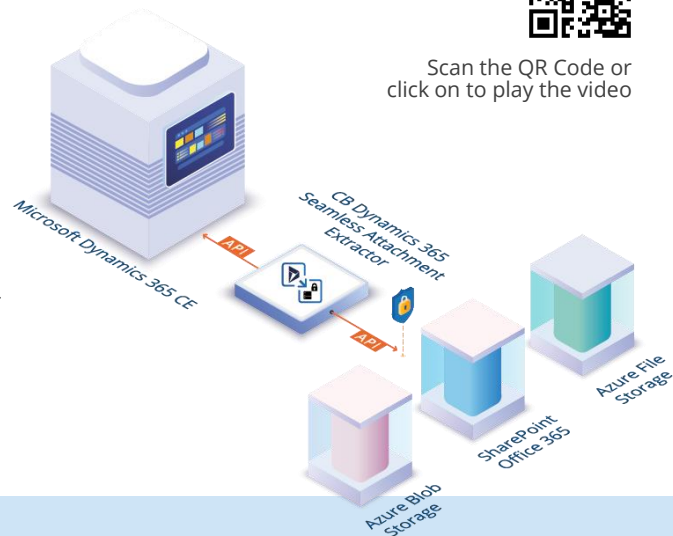 Scan the QR Code or
click on to play the video
Microsoft Dynamics 365 CE
API
CB Dynamics 365
Seamless Attachment
Extractor
API
Azure File
Storage
SharePoint
Office 365
Azure Blob
Storage